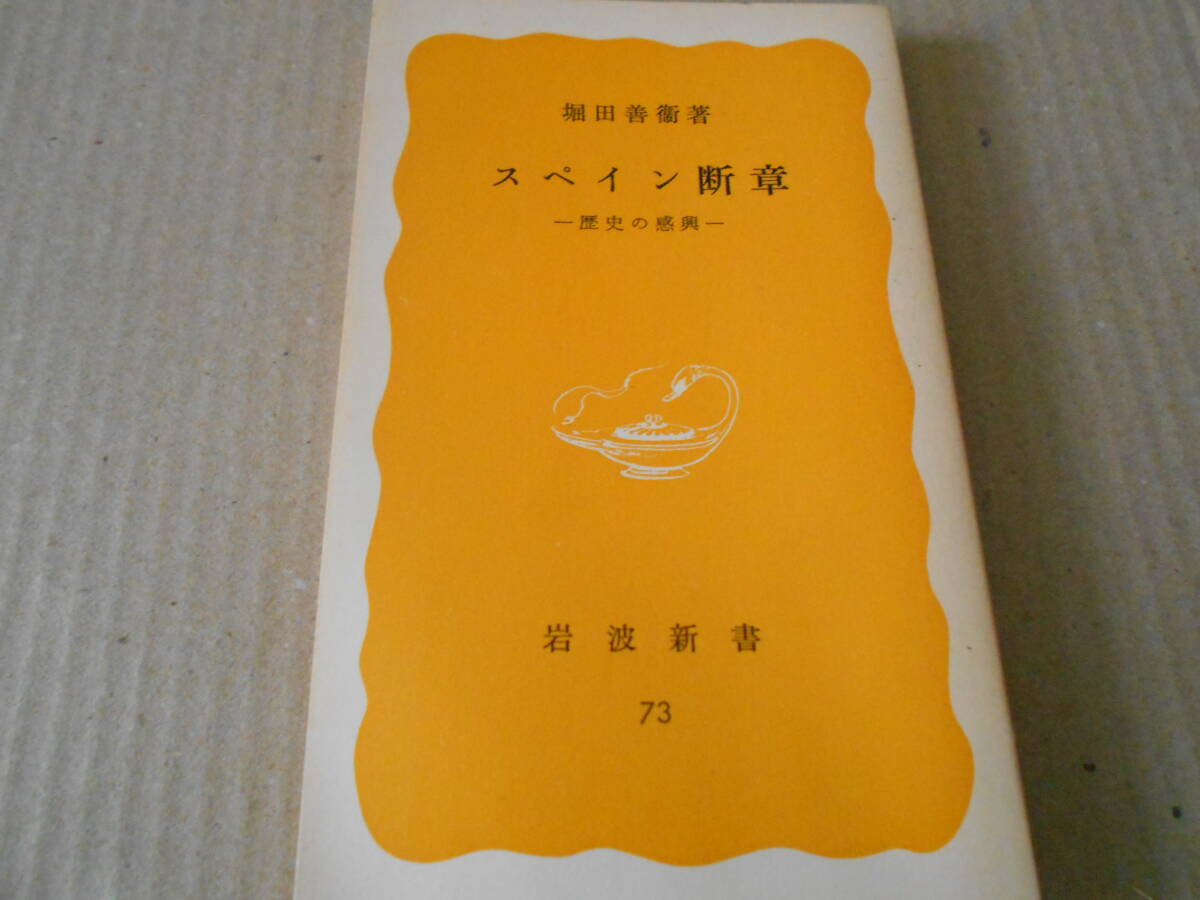 堀田善衞著
スペイン断章
—歴史の感興—
岩波新書
73